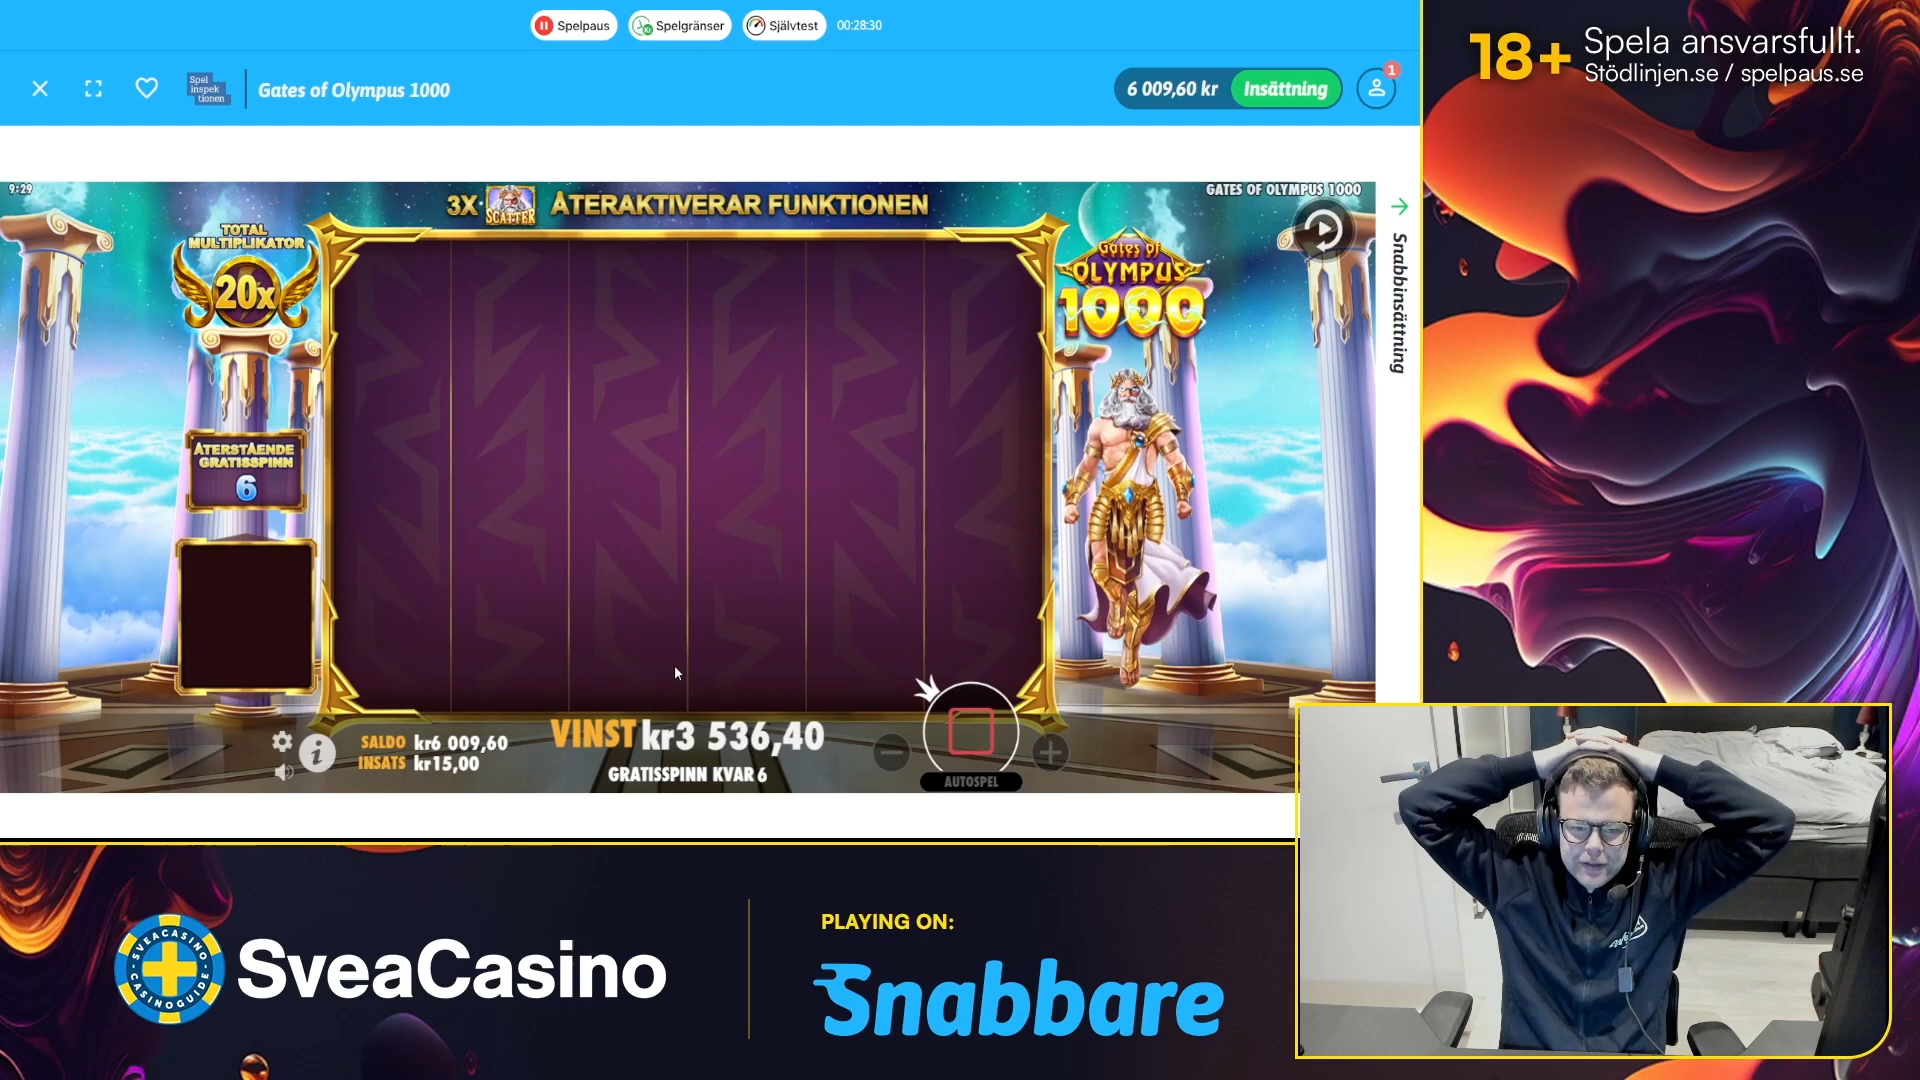 Spelpaus
Spelgränser
Självtest
00:28:30
Spel
inspek
tionen
Gates of Olympus 1000
6 009,60 kr
Insättning
1
18+
Spela ansvarsfullt.
Stödlinjen.se / spelpaus.se
9:29
3X
SCATTER
ÅTERAKTIVERAR FUNKTIONEN
GATES OF OLYMPUS 1000
TOTAL
MULTIPLIKATOR
20x
Gates of
OLYMPUS
1000
Snabbinsättning
ÅTERSTÅENDE
GRATISSPINN
6
SALDO kr6 009,60
INSATS kr15,00
VINST kr3 536,40
GRATISSPINN KVAR 6
AUTOSPEL
SVEACASINO
CASINOGUIDE
SveaCasino
PLAYING ON:
Snabbare